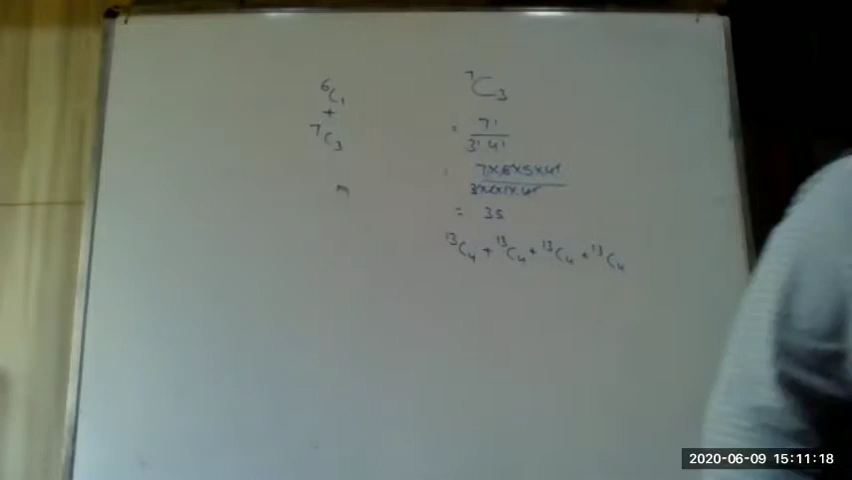 ⁶C₁
+
⁷C₃
⁷C₃
= 7!
3! 4!
= 7×6×5×4!
3×2×1×4!
= 35
¹³C₄ + ¹³C₄ + ¹³C₄ + ¹³C₄
2020-06-09 15:11:18